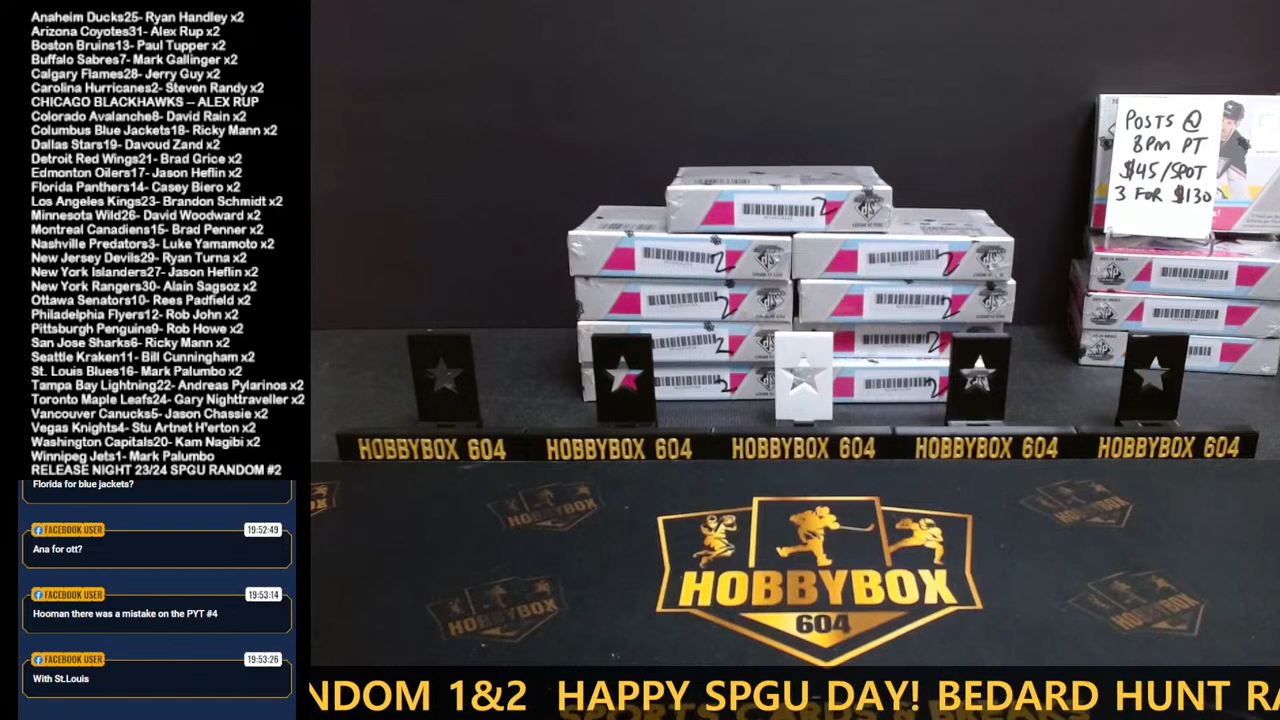 Anaheim Ducks25- Ryan Handley x2
Arizona Coyotes31- Alex Rup x2
Boston Bruins13- Paul Tupper x2
Buffalo Sabres7- Mark Gallinger x2
Calgary Flames28- Jerry Guy x2
Carolina Hurricanes2- Steven Randy x2
CHICAGO BLACKHAWKS -- ALEX RUP
Colorado Avalanche8- David Rain x2
Columbus Blue Jackets18- Ricky Mann x2
Dallas Stars19- Davoud Zand x2
Detroit Red Wings21- Brad Grice x2
Edmonton Oilers17- Jason Heflin x2
Florida Panthers14- Casey Biero x2
Los Angeles Kings23- Brandon Schmidt x2
Minnesota Wild26- David Woodward x2
Montreal Canadiens15- Brad Penner x2
Nashville Predators3- Luke Yamamoto x2
New Jersey Devils29- Ryan Turna x2
New York Islanders27- Jason Heflin x2
New York Rangers30- Alain Sagsoz x2
Ottawa Senators10- Rees Padfield x2
Philadelphia Flyers12- Rob John x2
Pittsburgh Penguins9- Rob Howe x2
San Jose Sharks6- Ricky Mann x2
Seattle Kraken11- Bill Cunningham x2
St. Louis Blues16- Mark Palumbo x2
Tampa Bay Lightning22- Andreas Pylarinos x2
Toronto Maple Leafs24- Gary Nighttraveller x2
Vancouver Canucks5- Jason Chassie x2
Vegas Knights4- Stu Artnet H'erton x2
Washington Capitals20- Kam Nagibi x2
Winnipeg Jets1- Mark Palumbo
RELEASE NIGHT 23/24 SPGU RANDOM #2
Florida for blue jackets?
FACEBOOK USER 19:52:49
Ana for ott?
FACEBOOK USER 19:53:14
Hooman there was a mistake on the PYT #4
FACEBOOK USER 19:53:26
With St.Louis
POSTS @
8PM PT
$45/SPOT
3 FOR $130
2
2 2
2 2
2 2
2 2
HOBBYBOX 604 HOBBYBOX 604 HOBBYBOX 604 HOBBYBOX 604 HOBBYBOX 604
HOBBYBOX
604
NDOM 1&2 HAPPY SPGU DAY! BEDARD HUNT RA